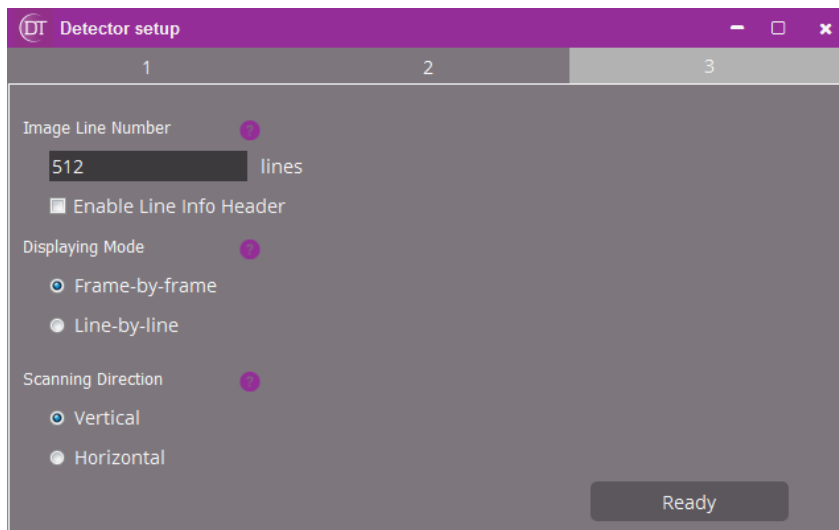 DT Detector setup
1 2 3
Image Line Number ?
512 lines
Enable Line Info Header
Displaying Mode ?
Frame-by-frame
Line-by-line
Scanning Direction ?
Vertical
Horizontal
Ready